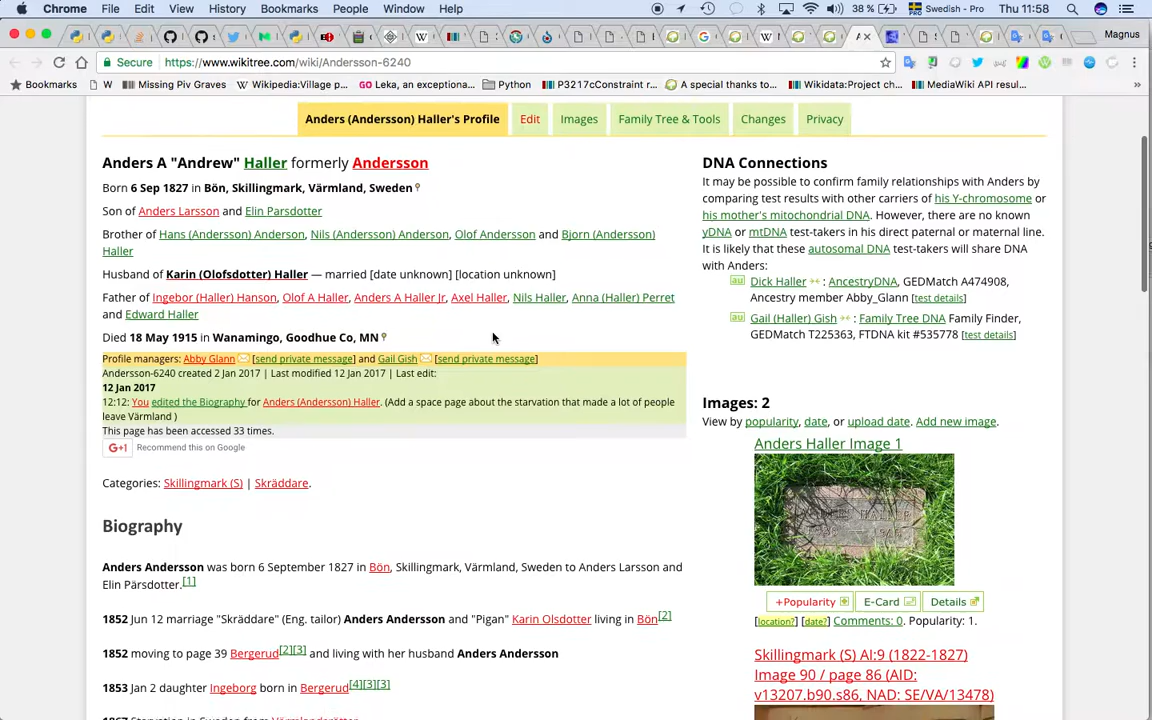 Chrome File Edit View History Bookmarks People Window Help 38 % Swedish - Pro Thu 11:58
Magnus
Secure https://www.wikitree.com/wiki/Andersson-6240
Bookmarks W Missing Piv Graves Wikipedia:Village p... Leka, an exceptiona... Python P3217cConstraint r... A special thanks to... Wikidata:Project ch... MediaWiki API resul...
Anders (Andersson) Haller's Profile Edit Images Family Tree & Tools Changes Privacy
Anders A "Andrew" Haller formerly Andersson
Born 6 Sep 1827 in Bön, Skillingmark, Värmland, Sweden
Son of Anders Larsson and Elin Parsdotter
Brother of Hans (Andersson) Anderson, Nils (Andersson) Anderson, Olof Andersson and Bjorn (Andersson)
Haller
Husband of Karin (Olofsdotter) Haller — married [date unknown] [location unknown]
Father of Ingebor (Haller) Hanson, Olof A Haller, Anders A Haller Jr, Axel Haller, Nils Haller, Anna (Haller) Perret
and Edward Haller
Died 18 May 1915 in Wanamingo, Goodhue Co, MN
Profile managers: Abby Glann [send private message] and Gail Gish [send private message]
Andersson-6240 created 2 Jan 2017 | Last modified 12 Jan 2017 | Last edit:
12 Jan 2017
12:12: You edited the Biography for Anders (Andersson) Haller. (Add a space page about the starvation that made a lot of people
leave Värmland )
This page has been accessed 33 times.
G+1 Recommend this on Google
Categories: Skillingmark (S) | Skräddare.
Biography
Anders Andersson was born 6 September 1827 in Bön, Skillingmark, Värmland, Sweden to Anders Larsson and
Elin Pärsdotter.[1]
1852 Jun 12 marriage "Skräddare" (Eng. tailor) Anders Andersson and "Pigan" Karin Olsdotter living in Bön[2]
1852 moving to page 39 Bergerud[2][3] and living with her husband Anders Andersson
1853 Jan 2 daughter Ingeborg born in Bergerud[4][3][3]
1867 Starvation in Sweden from Värmlandsrötter
DNA Connections
It may be possible to confirm family relationships with Anders by
comparing test results with other carriers of his Y-chromosome or
his mother's mitochondrial DNA. However, there are no known
yDNA or mtDNA test-takers in his direct paternal or maternal line.
It is likely that these autosomal DNA test-takers will share DNA
with Anders:
au Dick Haller : AncestryDNA, GEDMatch A474908,
Ancestry member Abby_Glann [test details]
au Gail (Haller) Gish : Family Tree DNA Family Finder,
GEDMatch T225363, FTDNA kit #535778 [test details]
Images: 2
View by popularity, date, or upload date. Add new image.
Anders Haller Image 1
+Popularity E-Card Details
[location?] [date?] Comments: 0. Popularity: 1.
Skillingmark (S) AI:9 (1822-1827)
Image 90 / page 86 (AID:
v13207.b90.s86, NAD: SE/VA/13478)